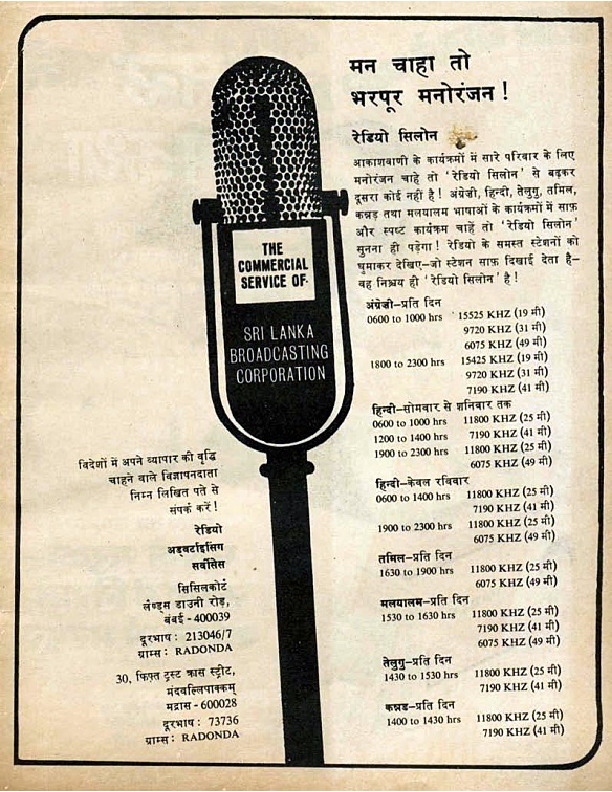 मन चाहा तो
भरपूर मनोरंजन !
रेडियो सिलोन
आकाशवाणी के कार्यक्रमों में सारे परिवार के लिए
मनोरंजन चाहे तो 'रेडियो सिलोन' से बढ़कर
दूसरा कोई नहीं है ! अंग्रेज़ी, हिन्दी, तेलुगु, तमिल,
कन्नड़ तथा मलयालम भाषाओं के कार्यक्रमों में साफ़
और स्पष्ट कार्यक्रम चाहें तो 'रेडियो सिलोन'
सुनना ही पड़ेगा ! रेडियो के समस्त स्टेशनों को
घुमाकर देखिए–जो स्टेशन साफ़ दिखाई देता है–
वह निश्चय ही 'रेडियो सिलोन' है !
अंग्रेजी–प्रति दिन
0600 to 1000 hrs 15525 KHZ (19 मी)
9720 KHZ (31 मी)
6075 KHZ (49 मी)
1800 to 2300 hrs 15425 KHZ (19 मी)
9720 KHZ (31 मी)
7190 KHZ (41 मी)
हिन्दी–सोमवार से शनिवार तक
0600 to 1000 hrs 11800 KHZ (25 मी)
1200 to 1400 hrs 7190 KHZ (41 मी)
1900 to 2300 hrs 11800 KHZ (25 मी)
6075 KHZ (49 मी)
हिन्दी–केवल रविवार
0600 to 1400 hrs 11800 KHZ (25 मी)
7190 KHZ (41 मी)
1900 to 2300 hrs 11800 KHZ (25 मी)
6075 KHZ (49 मी)
तमिल–प्रति दिन
1630 to 1900 hrs 11800 KHZ (25 मी)
6075 KHZ (49 मी)
मलयालम–प्रति दिन
1530 to 1630 hrs 11800 KHZ (25 मी)
7190 KHZ (41 मी)
6075 KHZ (49 मी)
तेलुगु–प्रति दिन
1430 to 1530 hrs 11800 KHZ (25 मी)
7190 KHZ (41 मी)
कन्नड–प्रति दिन
1400 to 1430 hrs 11800 KHZ (25 मी)
7190 KHZ (41 मी)
THE
COMMERCIAL
SERVICE OF
SRI LANKA
BROADCASTING
CORPORATION
विदेशों में अपने व्यापार की वृद्धि
चाहने वाले विज्ञापनदाता
निम्न लिखित पते से
संपर्क करें !
रेडियो
अड्वर्टाइसिंग
सर्वीसेस
सिसिलकोर्ट
लॅण्ड्स डाउनी रोड़,
बंबई - 400039
दूरभाष : 213046/7
ग्राम्स : RADONDA
30, फिफ़्त ट्रस्ट क्रास स्ट्रीट,
मंदवल्लिपाक्कम्
मद्रास - 600028
दूरभाष : 73736
ग्राम्स : RADONDA